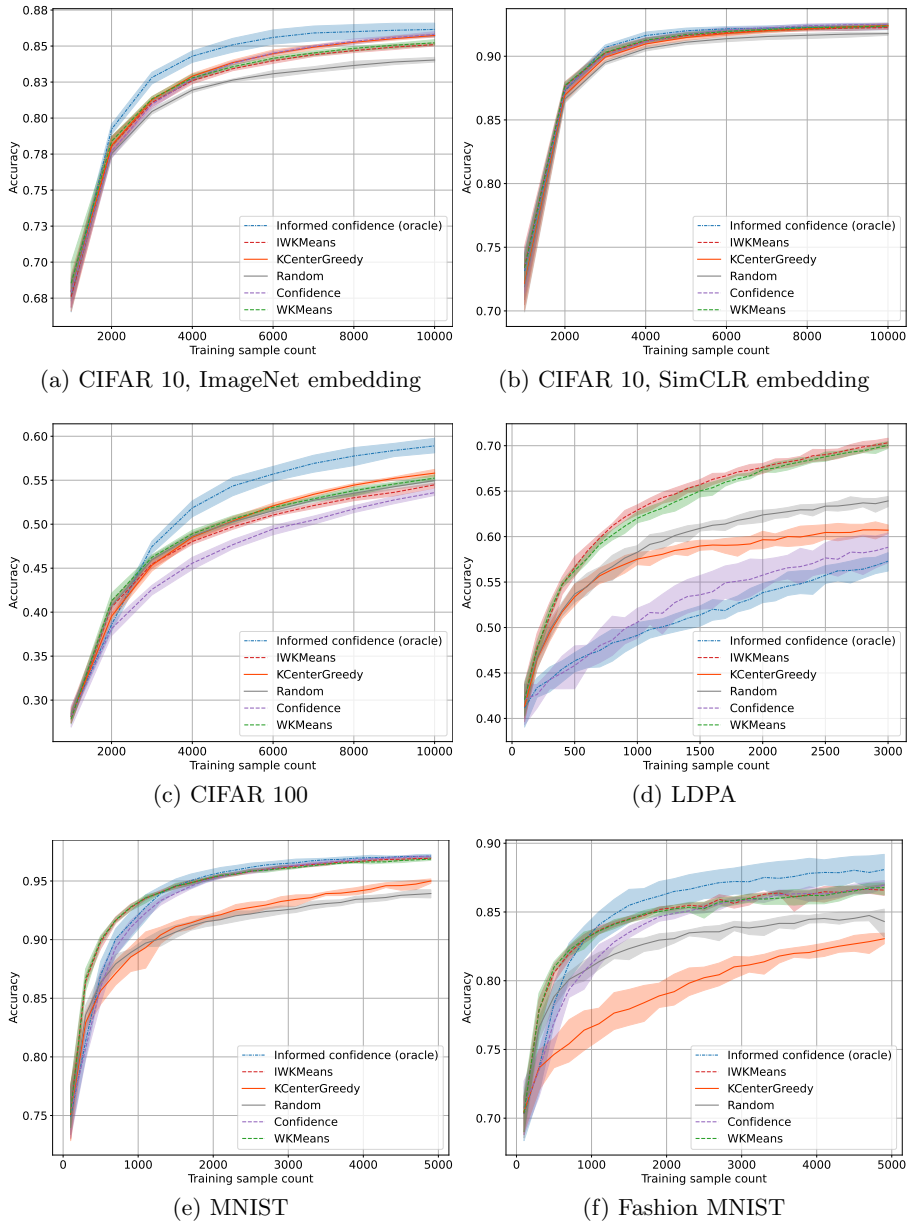 0.88
0.85
0.83
0.80
0.78
0.75
0.73
0.70
0.68
Accuracy
2000 4000 6000 8000 10000
Training sample count
Informed confidence (oracle)
IWKMeans
KCenterGreedy
Random
Confidence
WKMeans
(a) CIFAR 10, ImageNet embedding
0.90
0.85
0.80
0.75
0.70
Accuracy
2000 4000 6000 8000 10000
Training sample count
Informed confidence (oracle)
IWKMeans
KCenterGreedy
Random
Confidence
WKMeans
(b) CIFAR 10, SimCLR embedding
0.60
0.55
0.50
0.45
0.40
0.35
0.30
Accuracy
2000 4000 6000 8000 10000
Training sample count
Informed confidence (oracle)
IWKMeans
KCenterGreedy
Random
Confidence
WKMeans
(c) CIFAR 100
0.70
0.65
0.60
0.55
0.50
0.45
0.40
Accuracy
0 500 1000 1500 2000 2500 3000
Training sample count
Informed confidence (oracle)
IWKMeans
KCenterGreedy
Random
Confidence
WKMeans
(d) LDPA
0.95
0.90
0.85
0.80
0.75
Accuracy
0 1000 2000 3000 4000 5000
Training sample count
Informed confidence (oracle)
IWKMeans
KCenterGreedy
Random
Confidence
WKMeans
(e) MNIST
0.90
0.85
0.80
0.75
0.70
Accuracy
0 1000 2000 3000 4000 5000
Training sample count
Informed confidence (oracle)
IWKMeans
KCenterGreedy
Random
Confidence
WKMeans
(f) Fashion MNIST